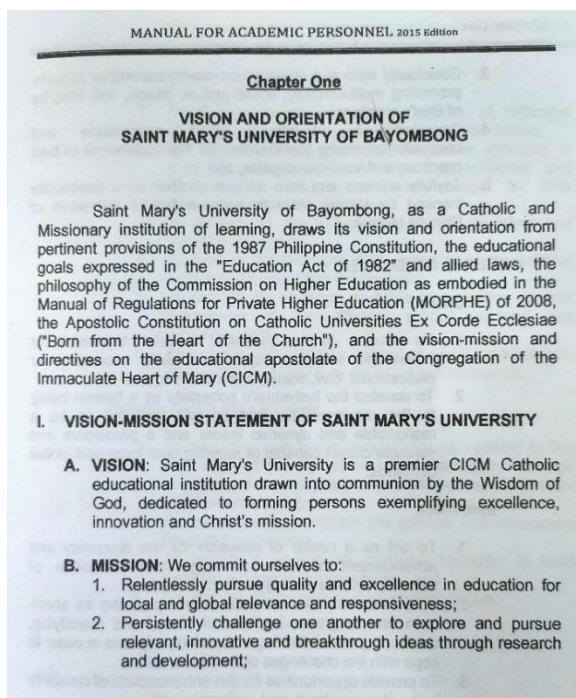 MANUAL FOR ACADEMIC PERSONNEL 2015 Edition
Chapter One
VISION AND ORIENTATION OF
SAINT MARY'S UNIVERSITY OF BAYOMBONG
Saint Mary's University of Bayombong, as a Catholic and
Missionary institution of learning, draws its vision and orientation from
pertinent provisions of the 1987 Philippine Constitution, the educational
goals expressed in the "Education Act of 1982" and allied laws, the
philosophy of the Commission on Higher Education as embodied in the
Manual of Regulations for Private Higher Education (MORPHE) of 2008,
the Apostolic Constitution on Catholic Universities Ex Corde Ecclesiae
("Born from the Heart of the Church"), and the vision-mission and
directives on the educational apostolate of the Congregation of the
Immaculate Heart of Mary (CICM).
I. VISION-MISSION STATEMENT OF SAINT MARY'S UNIVERSITY
A. VISION: Saint Mary's University is a premier CICM Catholic
educational institution drawn into communion by the Wisdom of
God, dedicated to forming persons exemplifying excellence,
innovation and Christ's mission.
B. MISSION: We commit ourselves to:
1. Relentlessly pursue quality and excellence in education for
local and global relevance and responsiveness;
2. Persistently challenge one another to explore and pursue
relevant, innovative and breakthrough ideas through research
and development;